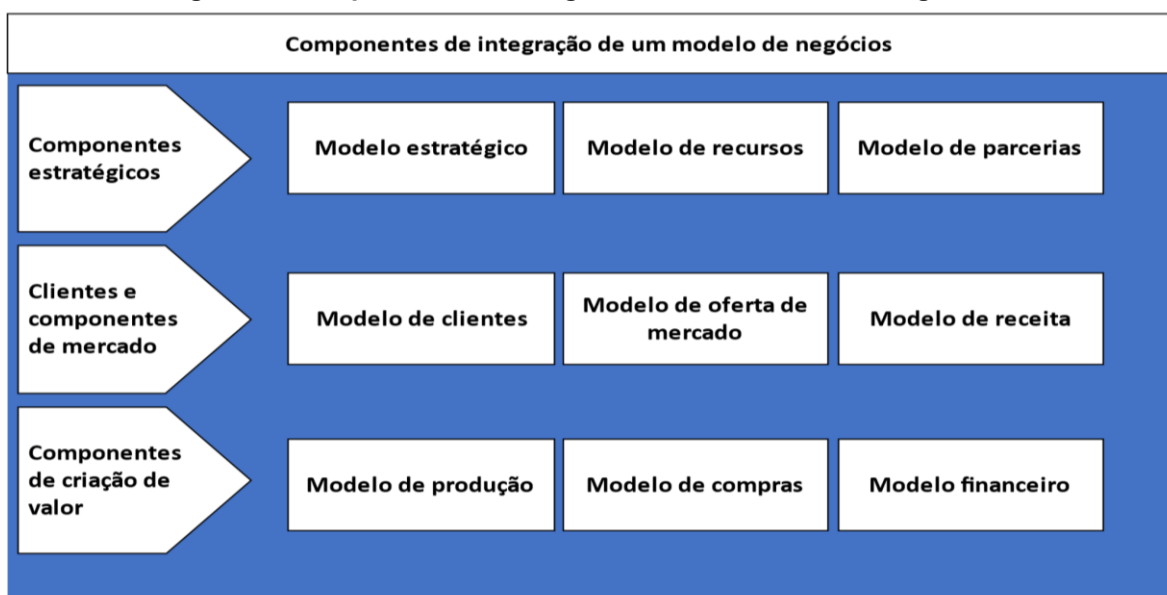 Componentes de integração de um modelo de negócios
Componentes
estratégicos
Modelo estratégico
Modelo de recursos
Modelo de parcerias
Clientes e
componentes
de mercado
Modelo de clientes
Modelo de oferta de
mercado
Modelo de receita
Componentes
de criação de
valor
Modelo de produção
Modelo de compras
Modelo financeiro